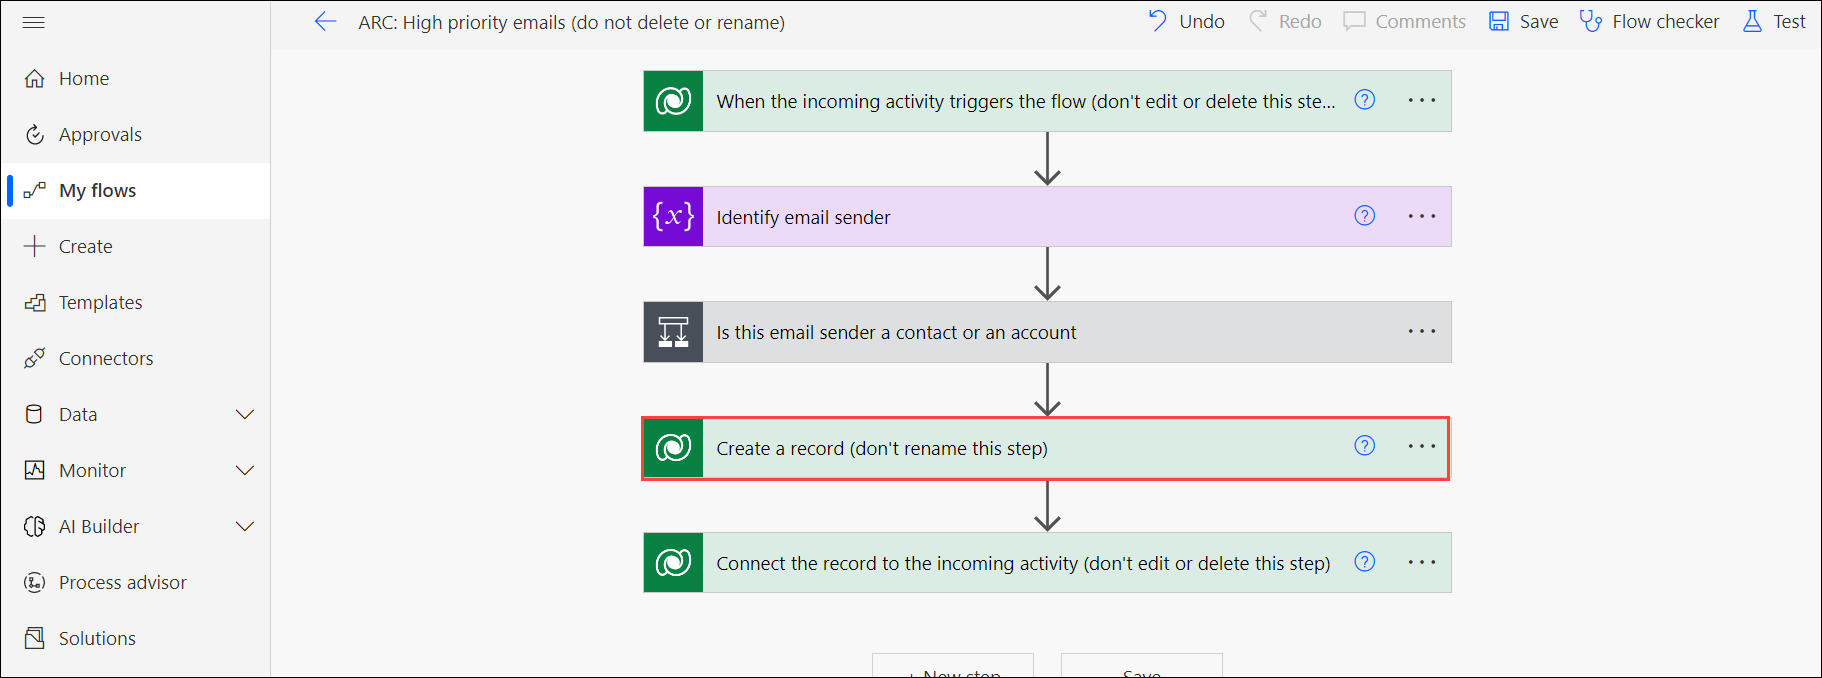 ARC: High priority emails (do not delete or rename)
Undo
Redo
Comments
Save
Flow checker
Test
Home
Approvals
My flows
Create
Templates
Connectors
Data
Monitor
AI Builder
Process advisor
Solutions
When the incoming activity triggers the flow (don't edit or delete this ste...
{x} Identify email sender
Is this email sender a contact or an account
Create a record (don't rename this step)
Connect the record to the incoming activity (don't edit or delete this step)
+ New step
Save